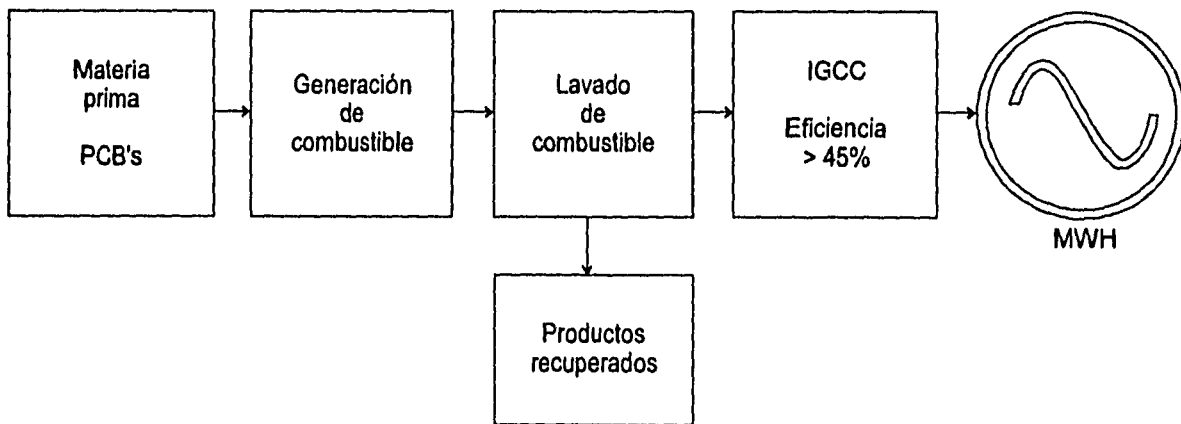 Materia
prima
PCB's
Generación
de
combustible
Lavado
de
combustible
IGCC
Eficiencia
> 45%
MWH
Productos
recuperados